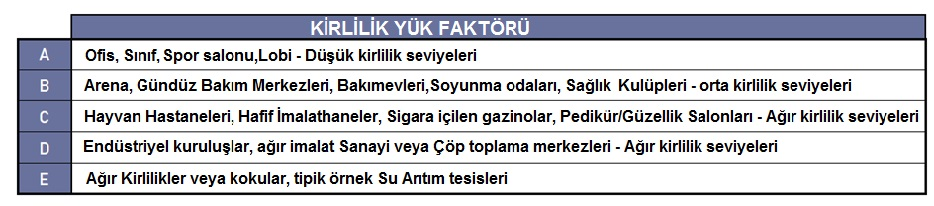 KİRLİLİK YÜK FAKTÖRÜ
A Ofis, Sınıf, Spor salonu,Lobi - Düşük kirlilik seviyeleri
B Arena, Gündüz Bakım Merkezleri, Bakımevleri,Soyunma odaları, Sağlık Kulüpleri - orta kirlilik seviyeleri
C Hayvan Hastaneleri, Hafif İmalathaneler, Sigara içilen gazinolar, Pedikür/Güzellik Salonları - Ağır kirlilik seviyeleri
D Endüstriyel kuruluşlar, ağır imalat Sanayi veya Çöp toplama merkezleri - Ağır kirlilik seviyeleri
E Ağır Kirlilikler veya kokular, tipik örnek Su Arıtım tesisleri